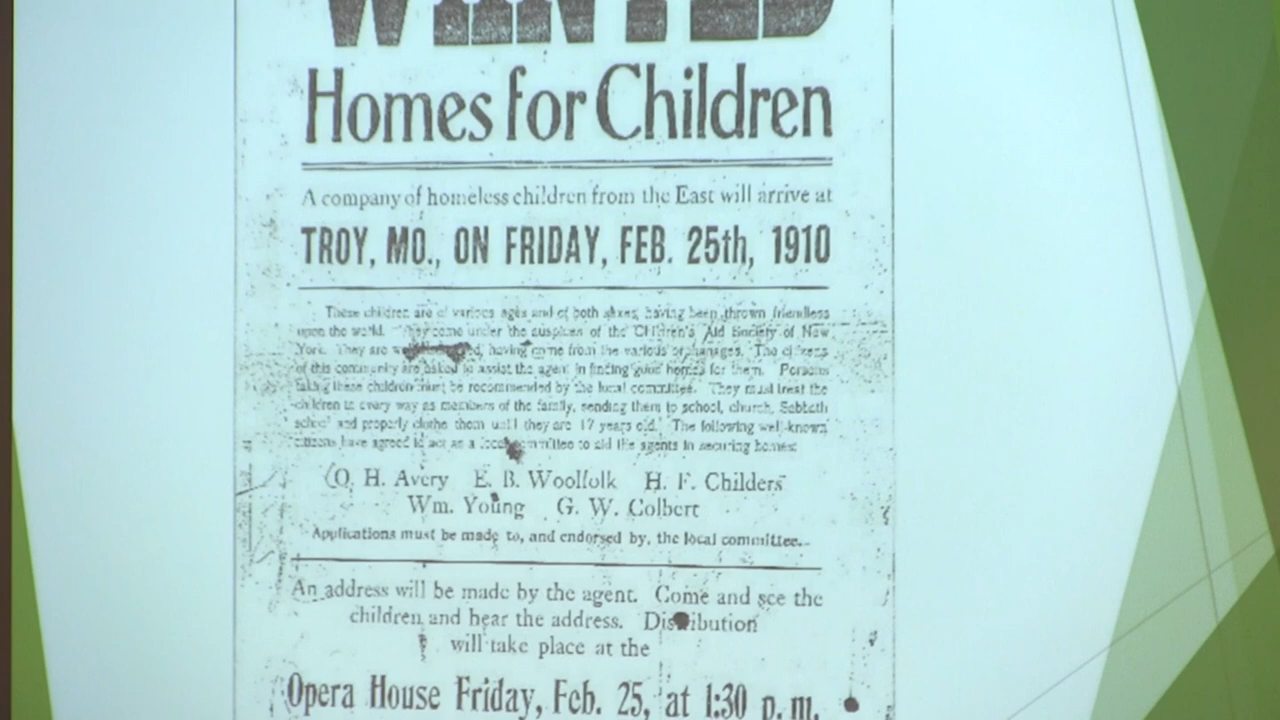 WANTED
Homes for Children
A company of homeless children from the East will arrive at
TROY, MO., ON FRIDAY, FEB. 25th, 1910
These children are of various ages and of both sexes, having been thrown friendless
upon the world. They come under the auspices of the Children's Aid Society of New
York. They are having come from the various orphanages. The citizens
of this community are asked to assist the agent in finding good homes for them. Persons
taking these children must be recommended by the local committee. They must treat the
children in every way as members of the family, sending them to school, church, Sabbath
school and properly clothe them until they are 17 years old. The following well-known
citizens have agreed to act as a local committee to aid the agents in securing homes:
O. H. Avery E. B. Woolfolk H. F. Childers
Wm. Young G. W. Colbert
Applications must be made to, and endorsed by, the local committee.
An address will be made by the agent. Come and see the
children and hear the address. Distribution
will take place at the
Opera House Friday, Feb. 25, at 1:30 p. m.